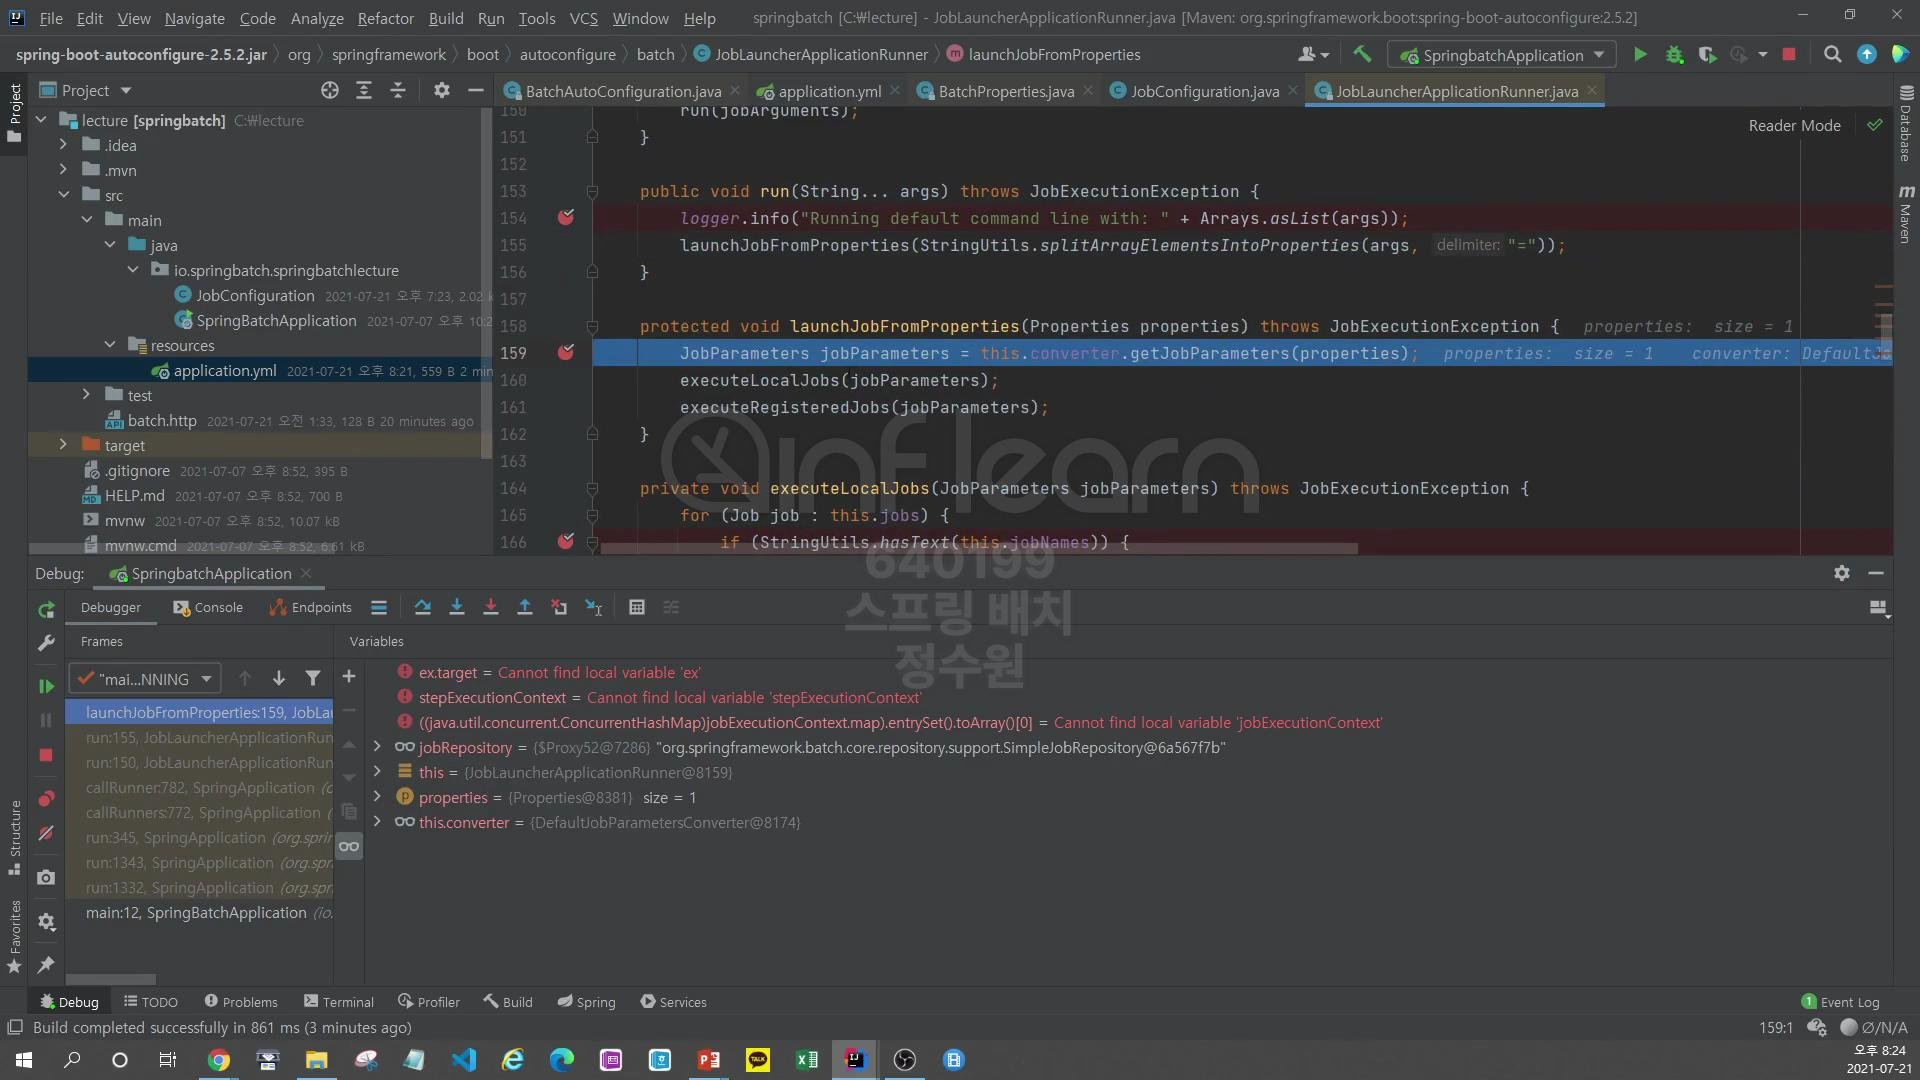 File Edit View Navigate Code Analyze Refactor Build Run Tools VCS Window Help springbatch [C:₩lecture] - JobLauncherApplicationRunner.java [Maven: org.springframework.boot:spring-boot-autoconfigure:2.5.2]
spring-boot-autoconfigure-2.5.2.jar org springframework boot autoconfigure batch JobLauncherApplicationRunner launchJobFromProperties SpringbatchApplication
Project
BatchAutoConfiguration.java application.yml BatchProperties.java JobConfiguration.java JobLauncherApplicationRunner.java
Project
Database
Maven
Reader Mode
lecture [springbatch] C:₩lecture
.idea
.mvn
src
main
java
io.springbatch.springbatchlecture
JobConfiguration 2021-07-21 오후 7:23, 2.02 k
SpringBatchApplication 2021-07-07 오후 10:2
resources
application.yml 2021-07-21 오후 8:21, 559 B 2 min
test
batch.http 2021-07-21 오전 1:33, 128 B 20 minutes ago
target
.gitignore 2021-07-07 오후 8:52, 395 B
HELP.md 2021-07-07 오후 8:52, 700 B
mvnw 2021-07-07 오후 8:52, 10.07 kB
mvnw.cmd 2021-07-07 오후 8:52, 6.61 kB
150 run(jobArguments);
151 }
152
153 public void run(String... args) throws JobExecutionException {
154 logger.info("Running default command line with: " + Arrays.asList(args));
155 launchJobFromProperties(StringUtils.splitArrayElementsIntoProperties(args, delimiter: "="));
156 }
157
158 protected void launchJobFromProperties(Properties properties) throws JobExecutionException { properties: size = 1
159 JobParameters jobParameters = this.converter.getJobParameters(properties); properties: size = 1 converter: DefaultJo
160 executeLocalJobs(jobParameters);
161 executeRegisteredJobs(jobParameters);
162 }
163
164 private void executeLocalJobs(JobParameters jobParameters) throws JobExecutionException {
165 for (Job job : this.jobs) {
166 if (StringUtils.hasText(this.jobNames)) {
inflearn
640199
스프링 배치
정수원
Debug: SpringbatchApplication
Debugger Console Endpoints
Frames Variables
"mai...NNING
launchJobFromProperties:159, JobLau
run:155, JobLauncherApplicationRun
run:150, JobLauncherApplicationRun
callRunner:782, SpringApplication (o
callRunners:772, SpringApplication (
run:345, SpringApplication (org.sprin
run:1343, SpringApplication (org.spr
run:1332, SpringApplication (org.spr
main:12, SpringBatchApplication (io.
ex.target = Cannot find local variable 'ex'
stepExecutionContext = Cannot find local variable 'stepExecutionContext'
((java.util.concurrent.ConcurrentHashMap)jobExecutionContext.map).entrySet().toArray()[0] = Cannot find local variable 'jobExecutionContext'
jobRepository = {$Proxy52@7286} "org.springframework.batch.core.repository.support.SimpleJobRepository@6a567f7b"
this = {JobLauncherApplicationRunner@8159}
properties = {Properties@8381} size = 1
this.converter = {DefaultJobParametersConverter@8174}
Structure
Favorites
Debug TODO Problems Terminal Profiler Build Spring Services 1 Event Log
Build completed successfully in 861 ms (3 minutes ago) 159:1 ∅/N/A
오후 8:24
2021-07-21